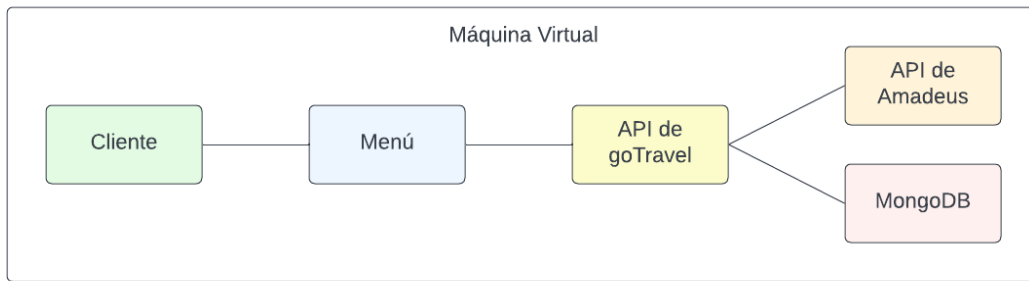 Máquina Virtual
Cliente
Menú
API de
goTravel
API de
Amadeus
MongoDB